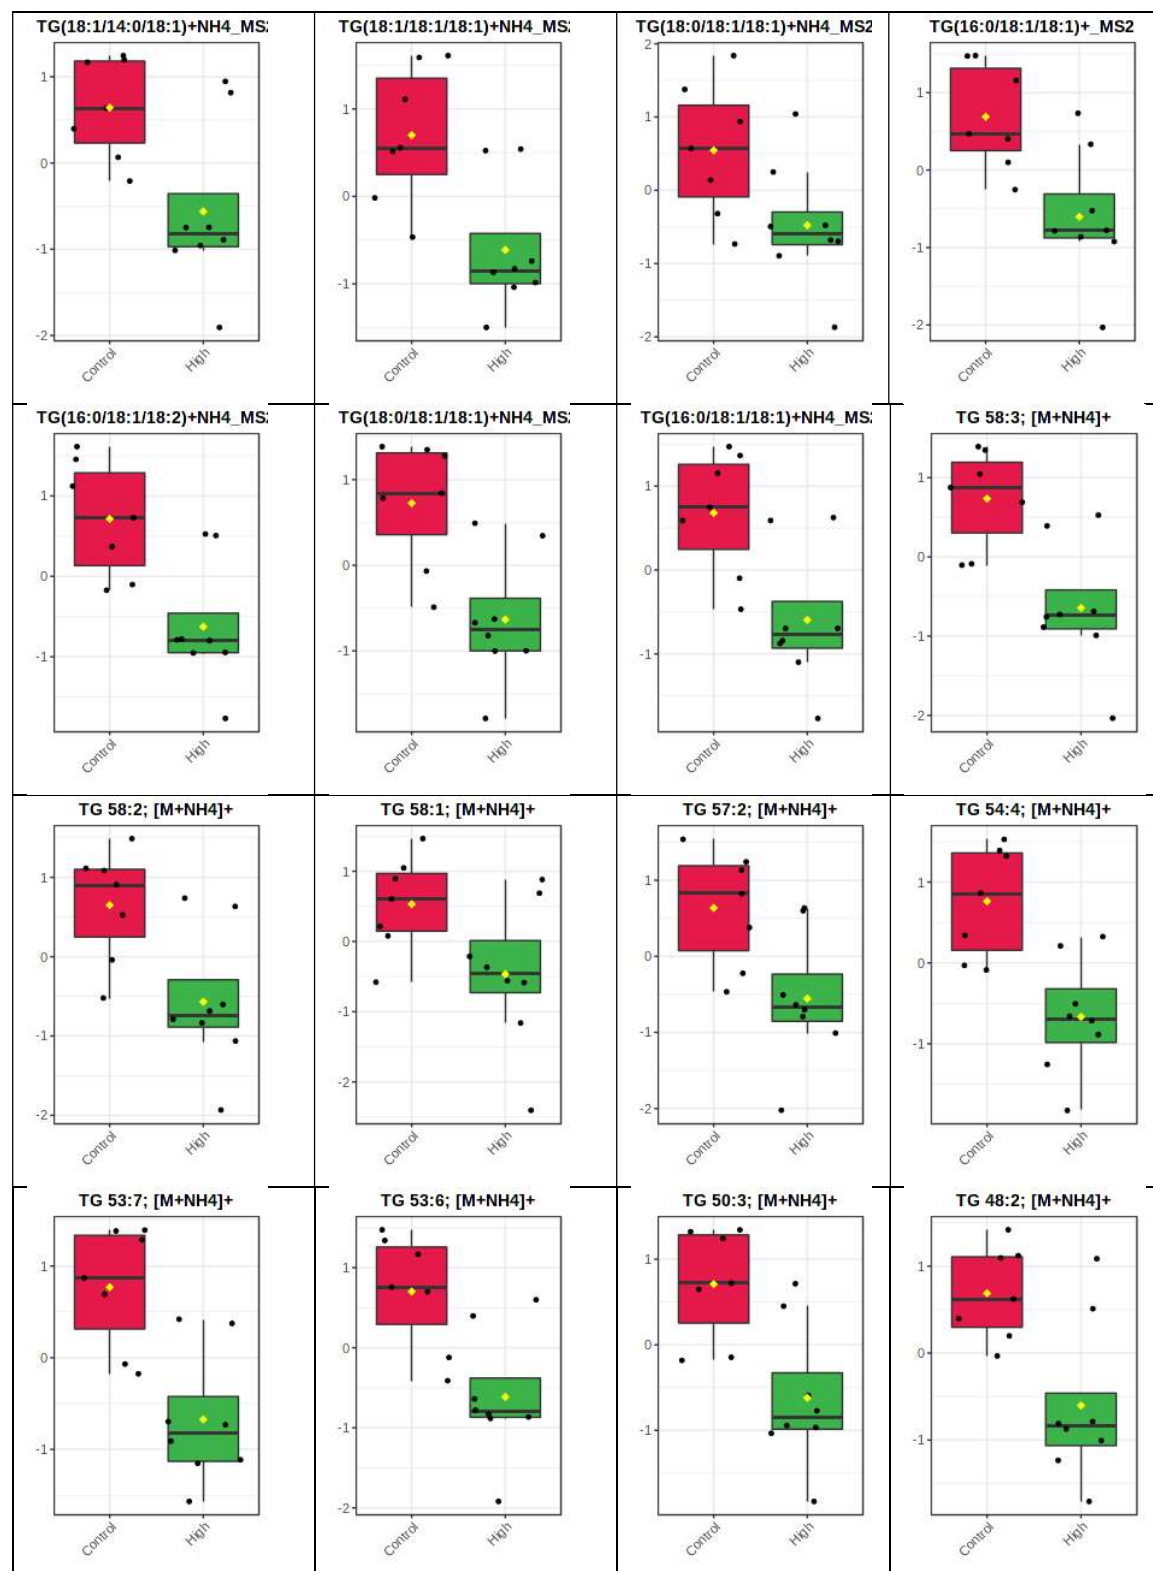 TG(18:1/14:0/18:1)+NH4_MS2
TG(18:1/18:1/18:1)+NH4_MS2
TG(18:0/18:1/18:1)+NH4_MS2
TG(16:0/18:1/18:1)+_MS2
1
0
-1
-2
Control
High
1
0
-1
Control
High
2
1
0
-1
-2
Control
High
1
0
-1
-2
Control
High
TG(16:0/18:1/18:2)+NH4_MS2
TG(18:0/18:1/18:1)+NH4_MS2
TG(16:0/18:1/18:1)+NH4_MS2
TG 58:3; [M+NH4]+
1
0
-1
Control
High
1
0
-1
Control
High
1
0
-1
Control
High
1
0
-1
-2
Control
High
TG 58:2; [M+NH4]+
TG 58:1; [M+NH4]+
TG 57:2; [M+NH4]+
TG 54:4; [M+NH4]+
1
0
-1
-2
Control
High
1
0
-1
-2
Control
High
1
0
-1
-2
Control
High
1
0
-1
Control
High
TG 53:7; [M+NH4]+
TG 53:6; [M+NH4]+
TG 50:3; [M+NH4]+
TG 48:2; [M+NH4]+
1
0
-1
Control
High
1
0
-1
-2
Control
High
1
0
-1
Control
High
1
0
-1
Control
High